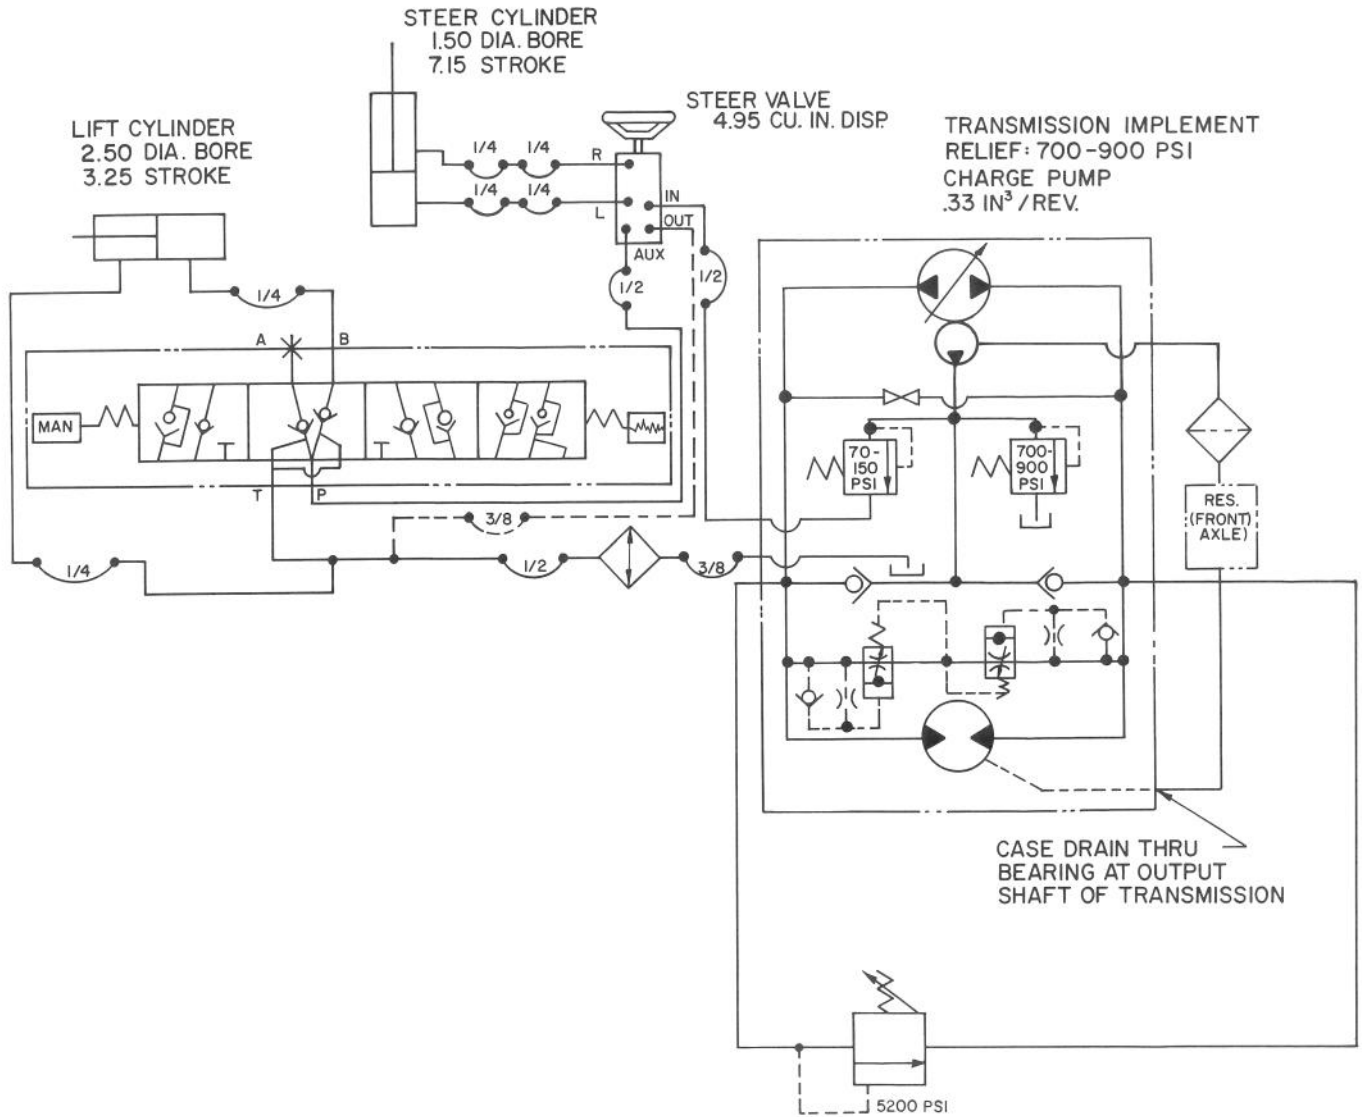 STEER CYLINDER
1.50 DIA. BORE
7.15 STROKE
LIFT CYLINDER
2.50 DIA. BORE
3.25 STROKE
STEER VALVE
4.95 CU. IN. DISP.
TRANSMISSION IMPLEMENT
RELIEF: 700-900 PSI
CHARGE PUMP
.33 IN³/REV.
1/4
1/4
R
1/4
1/4
L
IN
OUT
AUX
1/2
1/2
1/4
A
B
MAN
T
T
T
P
3/8
1/4
1/2
3/8
70-
150
PSI
700-
900
PSI
RES.
(FRONT)
AXLE)
CASE DRAIN THRU
BEARING AT OUTPUT
SHAFT OF TRANSMISSION
5200 PSI